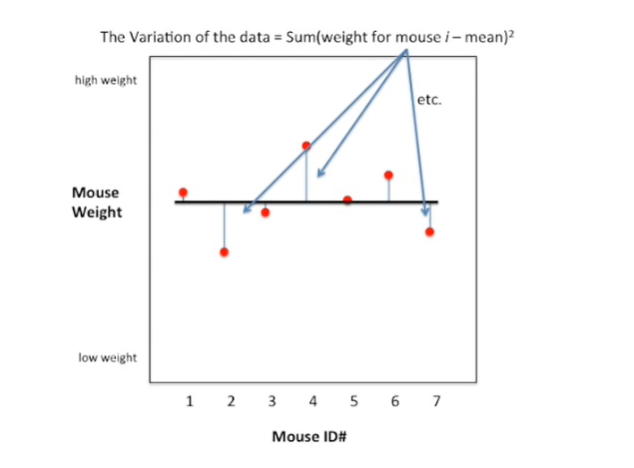 The Variation of the data = Sum(weight for mouse i – mean)²
high weight
etc.
Mouse
Weight
low weight
1 2 3 4 5 6 7
Mouse ID#